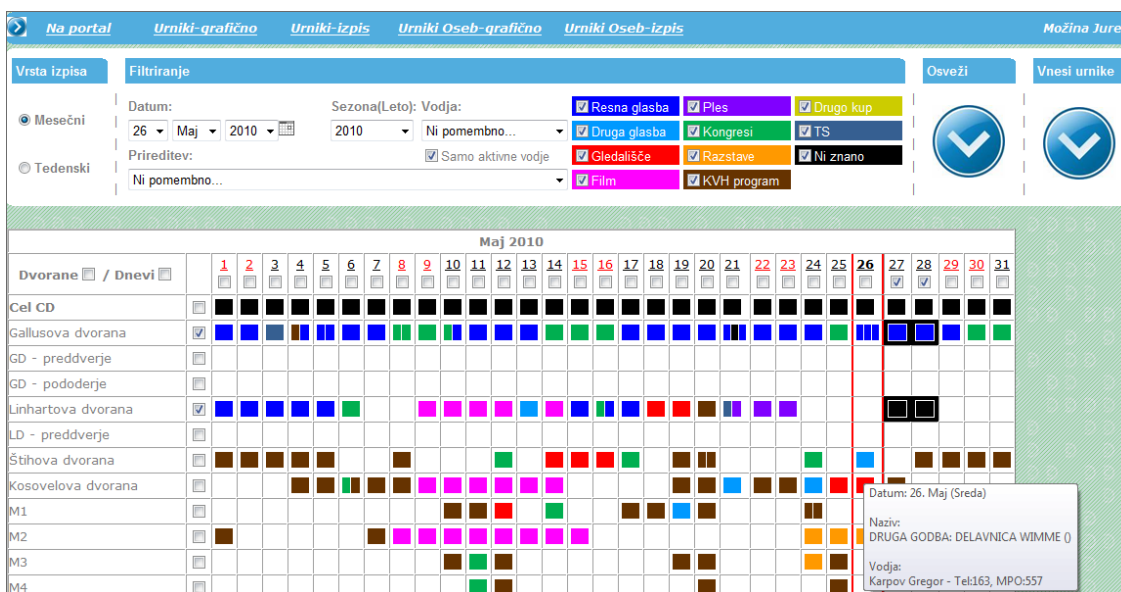 Na portal Urniki-grafično Urniki-izpis Urniki Oseb-grafično Urniki Oseb-izpis Možina Jure
Vrsta izpisa Filtriranje Osveži Vnesi urnike
Mesečni
Tedenski
Datum: Sezona(Leto): Vodja:
26 Maj 2010 2010 Ni pomembno...
Prireditev: Samo aktivne vodje
Ni pomembno...
Resna glasba Ples Drugo kup
Druga glasba Kongresi TS
Gledališče Razstave Ni znano
Film KVH program
Maj 2010
Dvorane / Dnevi 1 2 3 4 5 6 7 8 9 10 11 12 13 14 15 16 17 18 19 20 21 22 23 24 25 26 27 28 29 30 31
Cel CD
Gallusova dvorana
GD - preddverje
GD - pododerje
Linhartova dvorana
LD - preddverje
Štihova dvorana
Kosovelova dvorana
M1
M2
M3
M4
Datum: 26. Maj (Sreda)
Naziv:
DRUGA GODBA: DELAVNICA WIMME ()
Vodja:
Karpov Gregor - Tel:163, MPO:557